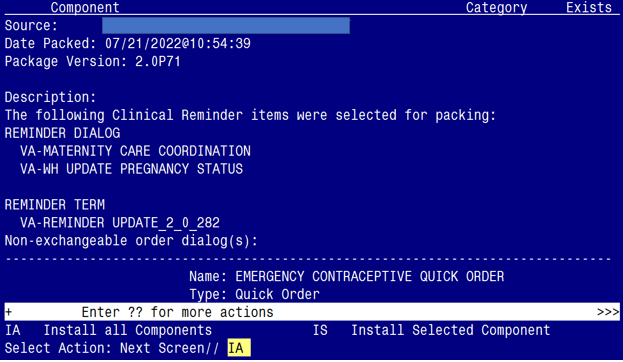 Component Category Exists
Source:
Date Packed: 07/21/2022@10:54:39
Package Version: 2.0P71
Description:
The following Clinical Reminder items were selected for packing:
REMINDER DIALOG
VA-MATERNITY CARE COORDINATION
VA-WH UPDATE PREGNANCY STATUS
REMINDER TERM
VA-REMINDER UPDATE_2_0_282
Non-exchangeable order dialog(s):
-------------------------------------------------------------------------------
Name: EMERGENCY CONTRACEPTIVE QUICK ORDER
Type: Quick Order
+ Enter ?? for more actions >>>
IA Install all Components IS Install Selected Component
Select Action: Next Screen// IA